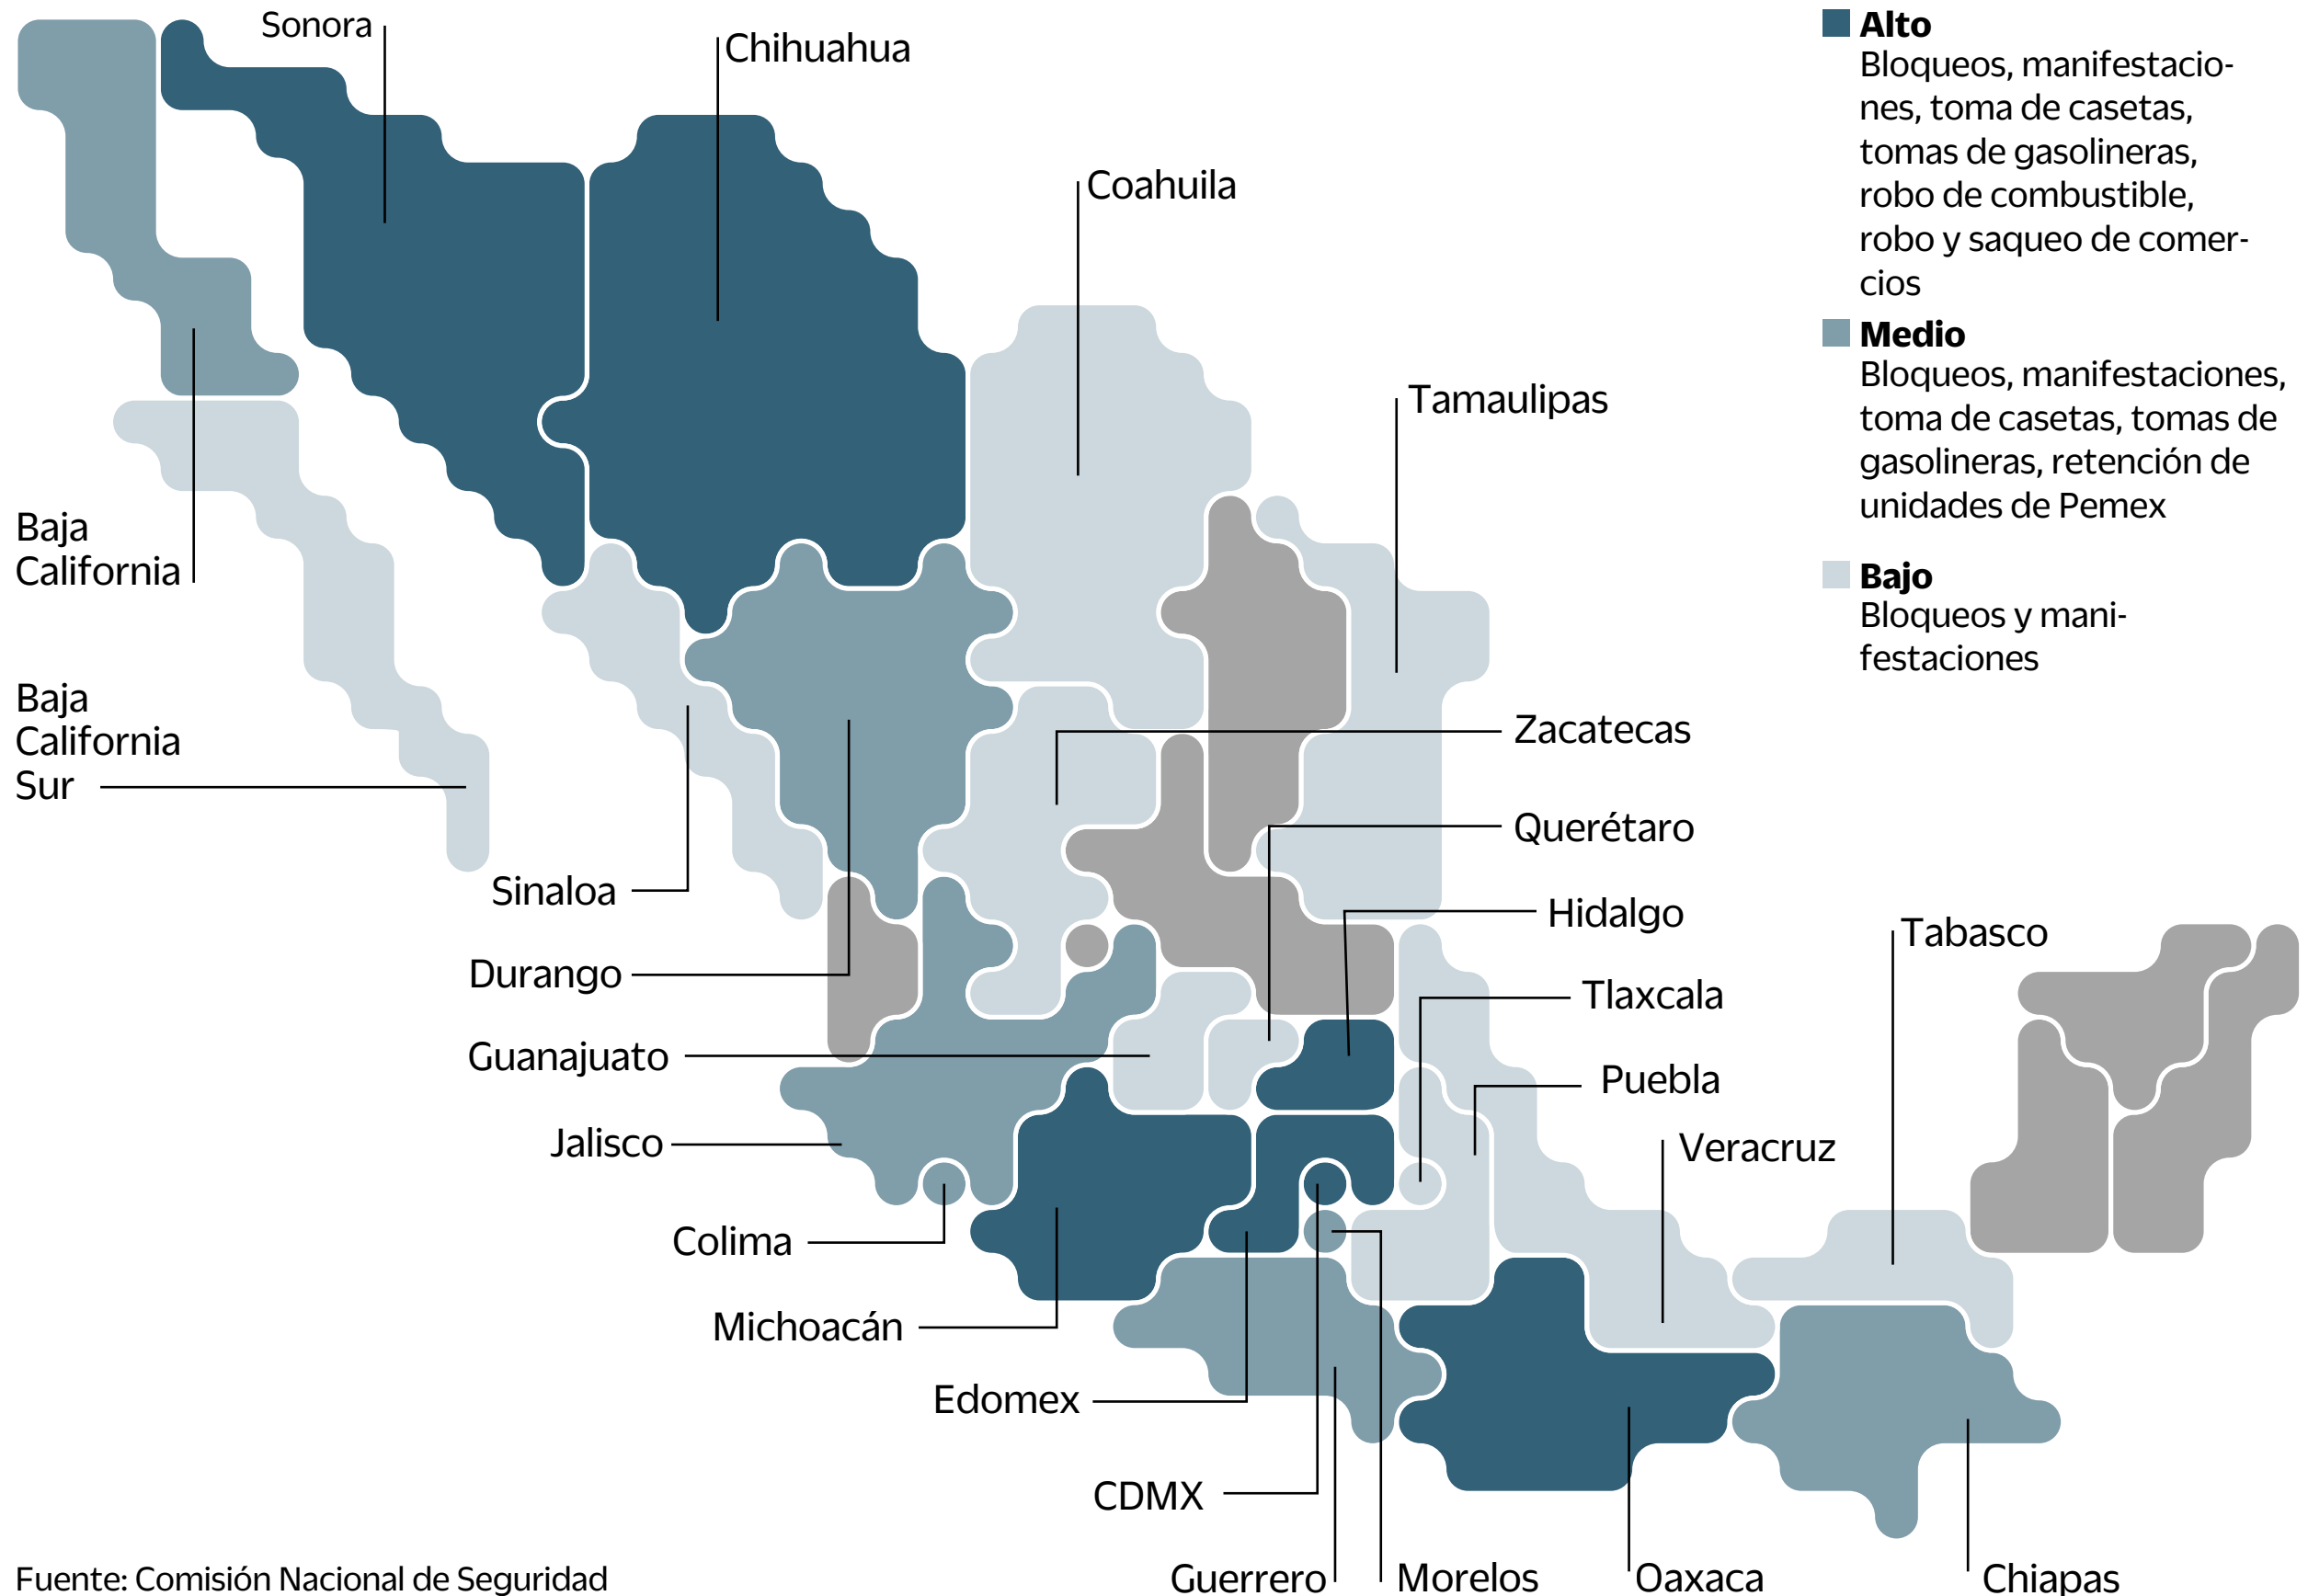 Sonora
Chihuahua
Coahuila
Tamaulipas
Baja
California
Baja
California
Sur
Zacatecas
Querétaro
Sinaloa
Hidalgo
Tabasco
Durango
Tlaxcala
Guanajuato
Puebla
Jalisco
Veracruz
Colima
Michoacán
Edomex
CDMX
Guerrero
Morelos
Oaxaca
Chiapas
Alto
Bloqueos, manifestacio-
nes, toma de casetas,
tomas de gasolineras,
robo de combustible,
robo y saqueo de comer-
cios
Medio
Bloqueos, manifestaciones,
toma de casetas, tomas de
gasolineras, retención de
unidades de Pemex
Bajo
Bloqueos y mani-
festaciones
Fuente: Comisión Nacional de Seguridad